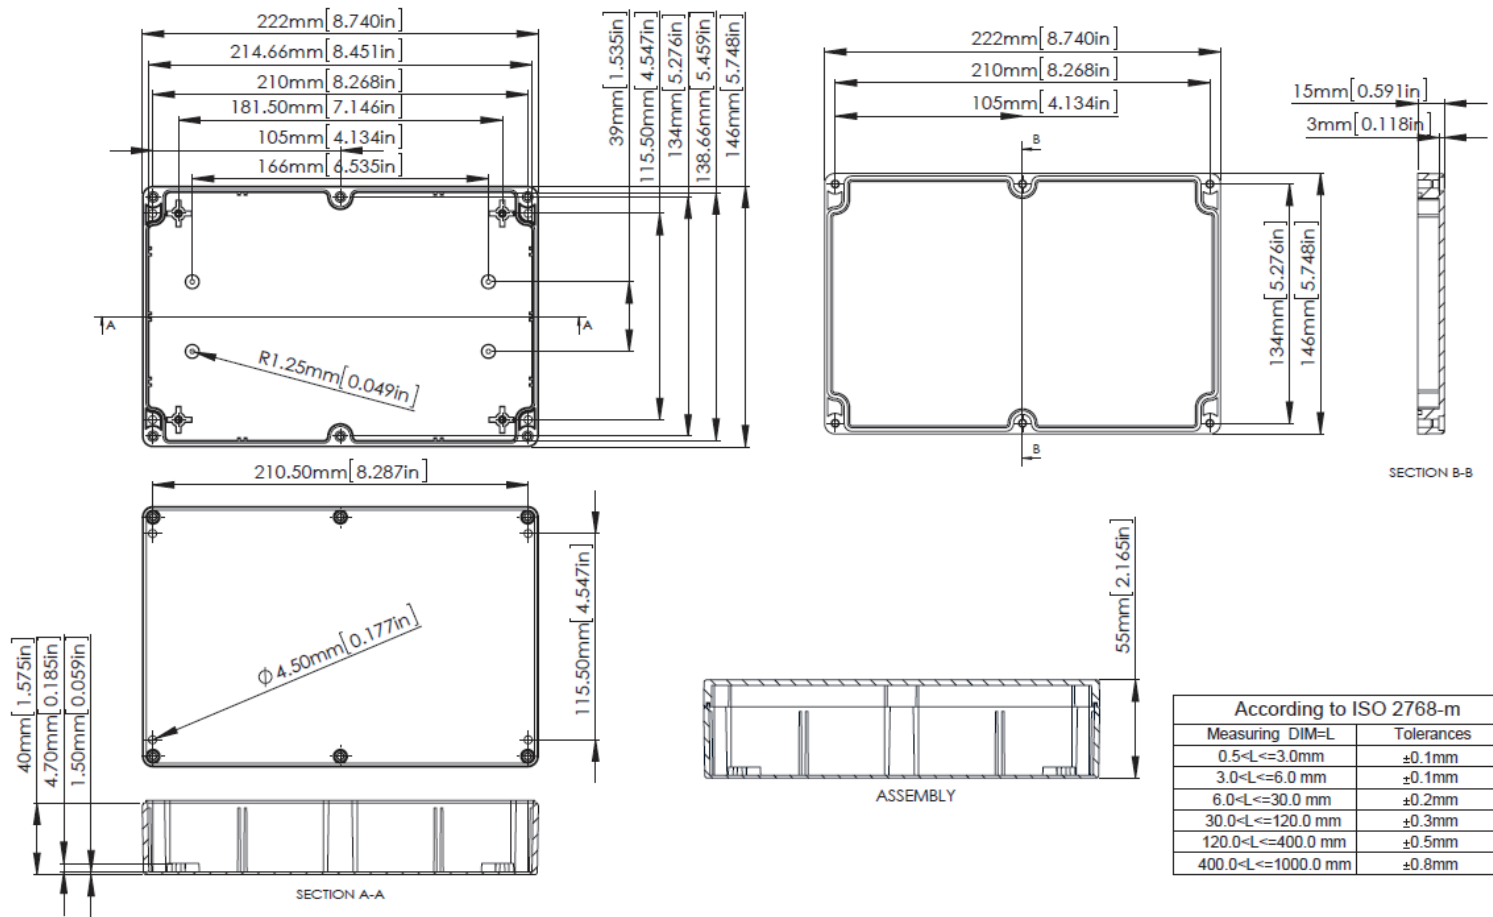 222mm[8.740in]
214.66mm[8.451in]
210mm[8.268in]
181.50mm[7.146in]
105mm[4.134in]
166mm[6.535in]
39mm[1.535in]
115.50mm[4.547in]
134mm[5.276in]
138.66mm[5.459in]
146mm[5.748in]
A
A
R1.25mm[0.049in]
222mm[8.740in]
210mm[8.268in]
105mm[4.134in]
B
B
134mm[5.276in]
146mm[5.748in]
15mm[0.591in]
3mm[0.118in]
SECTION B-B
210.50mm[8.287in]
115.50mm[4.547in]
Φ4.50mm[0.177in]
40mm[1.575in]
4.70mm[0.185in]
1.50mm[0.059in]
SECTION A-A
55mm[2.165in]
ASSEMBLY
According to ISO 2768-m
Measuring DIM=L Tolerances
0.5<L<=3.0mm ±0.1mm
3.0<L<=6.0 mm ±0.1mm
6.0<L<=30.0 mm ±0.2mm
30.0<L<=120.0 mm ±0.3mm
120.0<L<=400.0 mm ±0.5mm
400.0<L<=1000.0 mm ±0.8mm